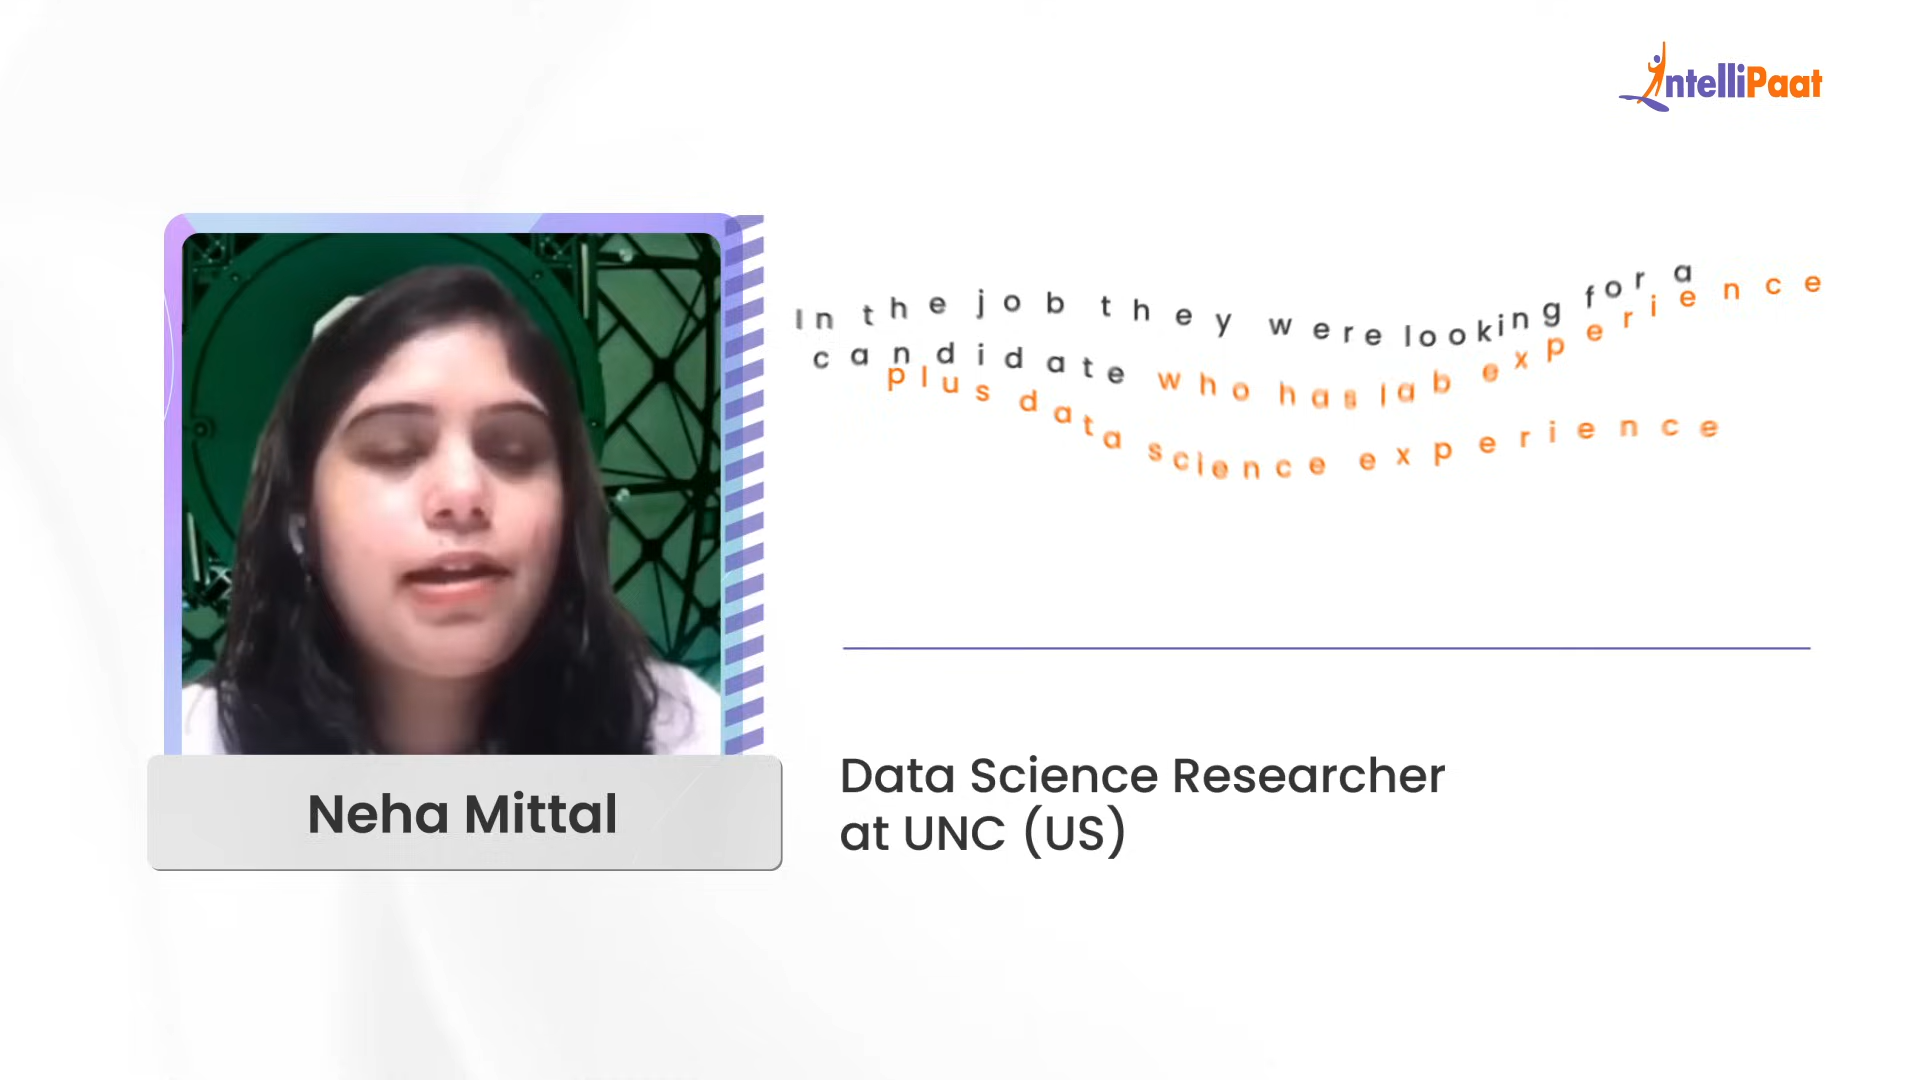 IntelliPaat
In the job they were looking for a
candidate who has lab experience
plus data science experience
Neha Mittal
Data Science Researcher
at UNC (US)